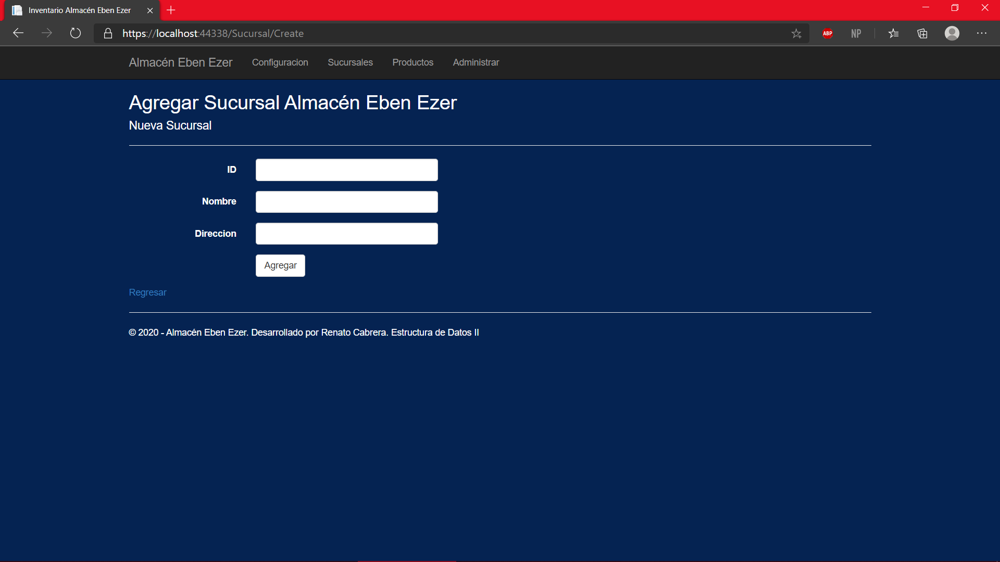 Inventario Almacén Eben Ezer
https://localhost:44338/Sucursal/Create
ABP
NP
Almacén Eben Ezer Configuracion Sucursales Productos Administrar
Agregar Sucursal Almacén Eben Ezer
Nueva Sucursal
ID
Nombre
Direccion
Agregar
Regresar
© 2020 - Almacén Eben Ezer. Desarrollado por Renato Cabrera. Estructura de Datos II